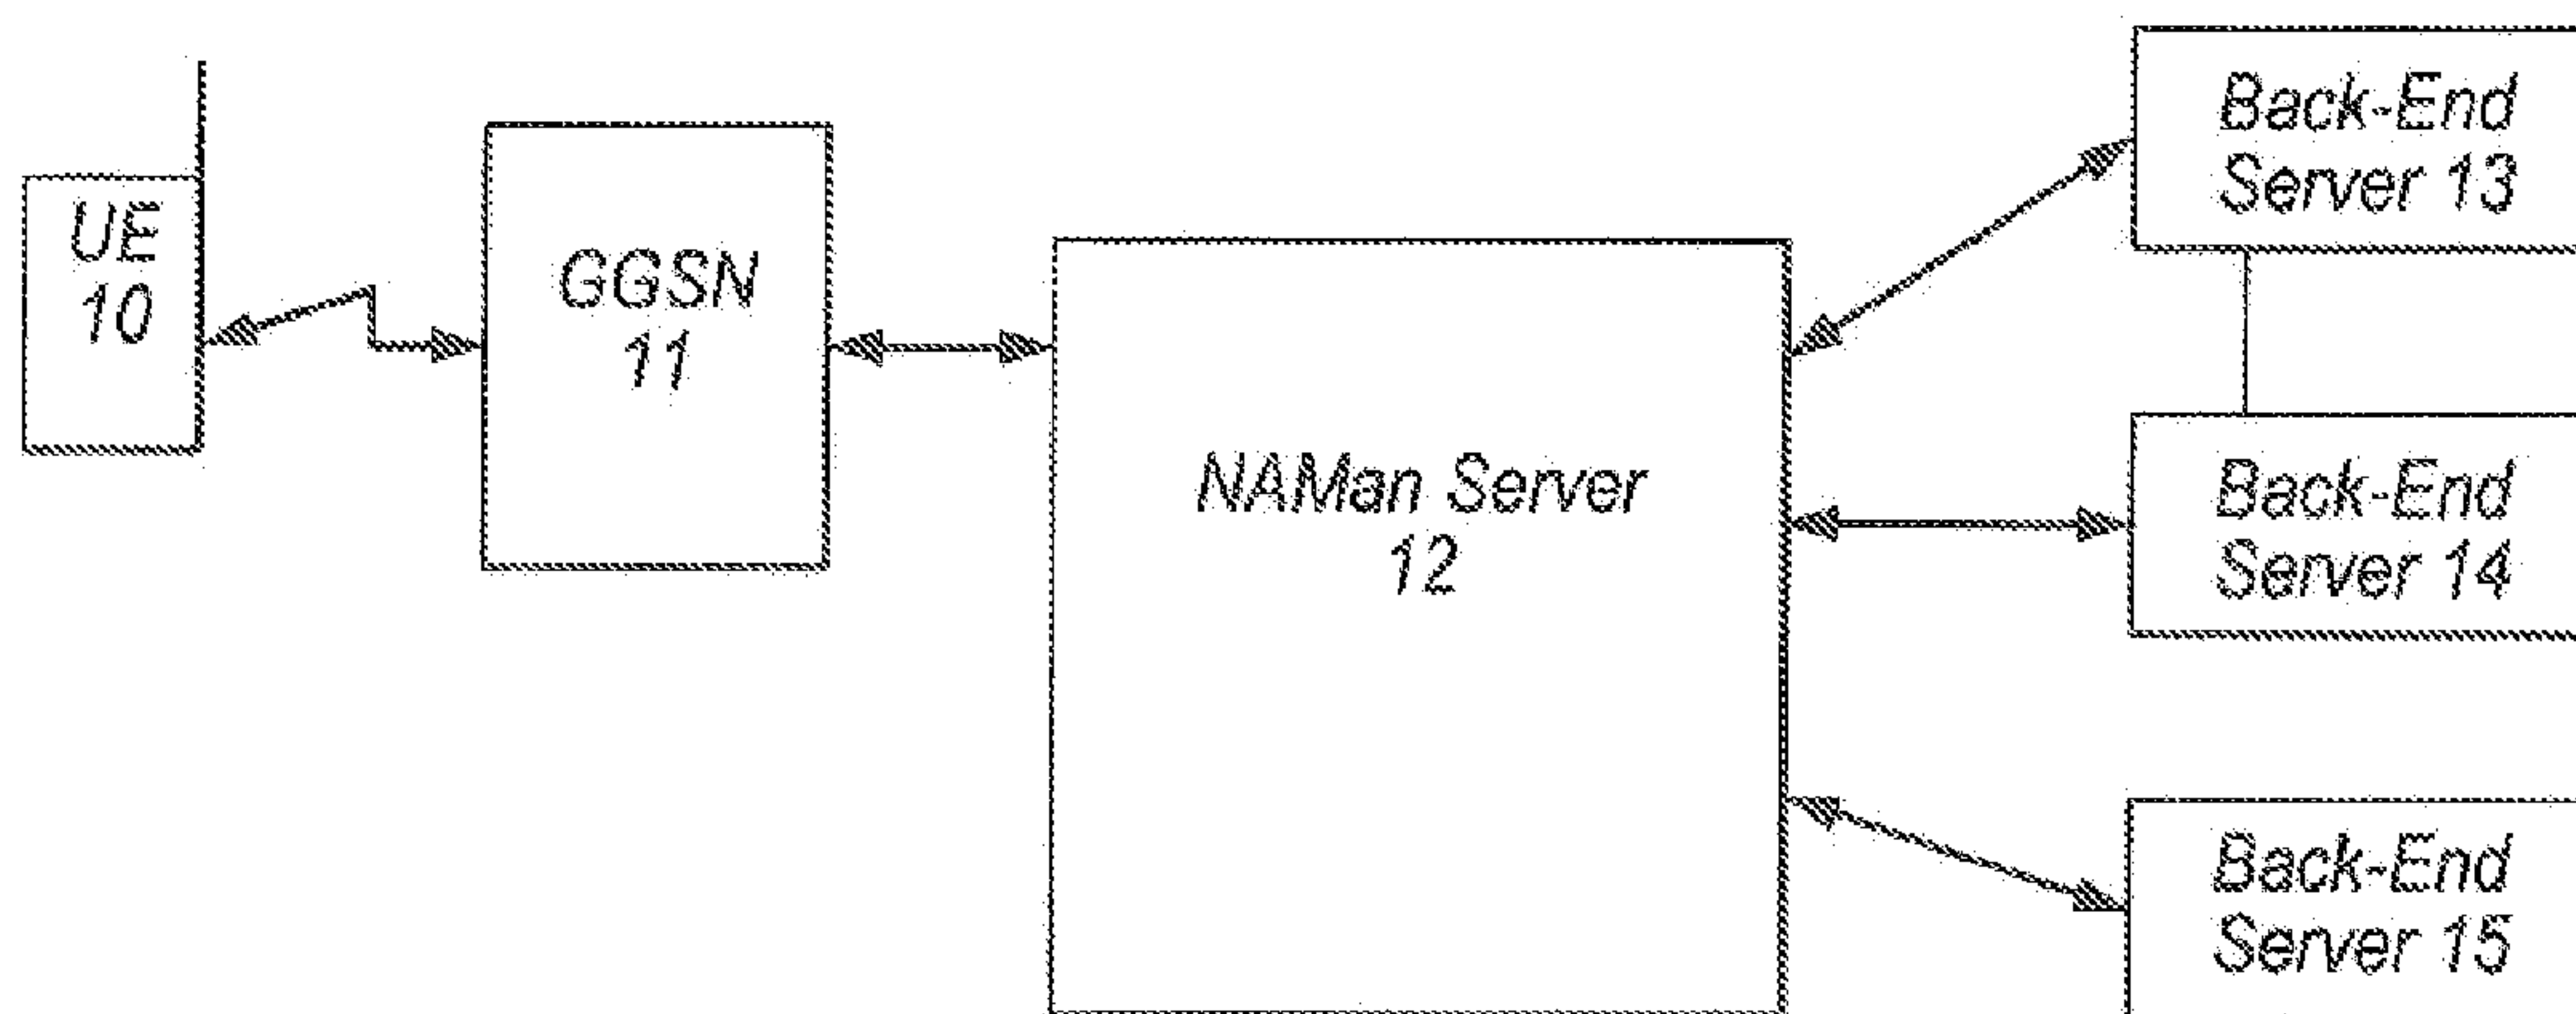 UE
10
GGSN
11
NAMan Server
12
Back-End
Server 13
Back-End
Server 14
Back-End
Server 15